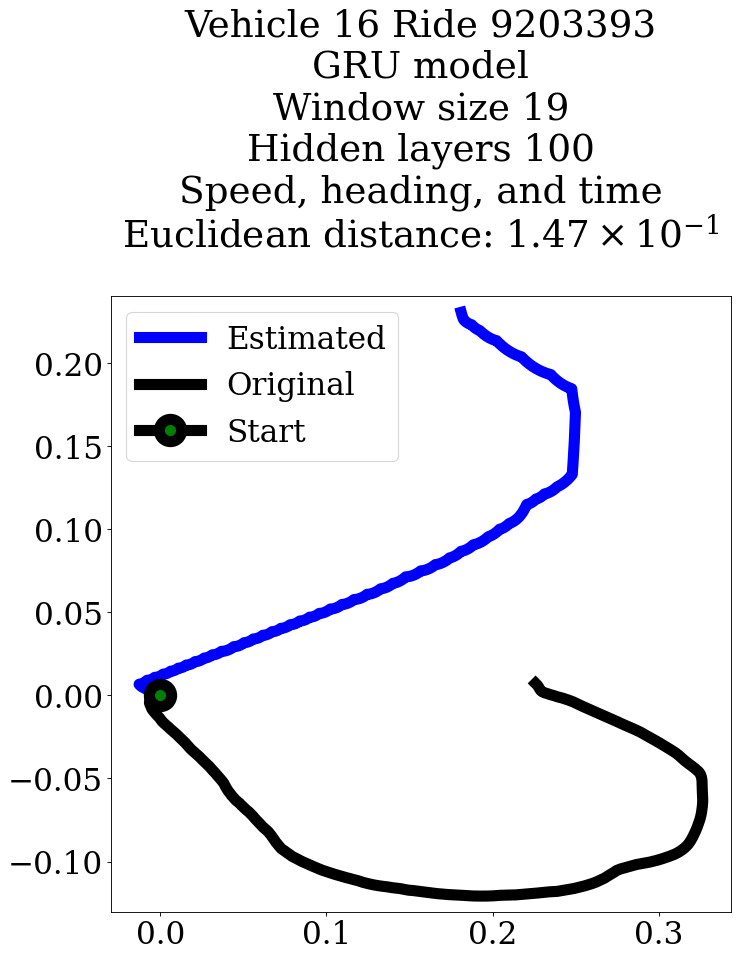 Vehicle 16 Ride 9203393
GRU model
Window size 19
Hidden layers 100
Speed, heading, and time
Euclidean distance: 1.47 × 10⁻¹
Estimated
Original
Start
0.20
0.15
0.10
0.05
0.00
−0.05
−0.10
0.0 0.1 0.2 0.3